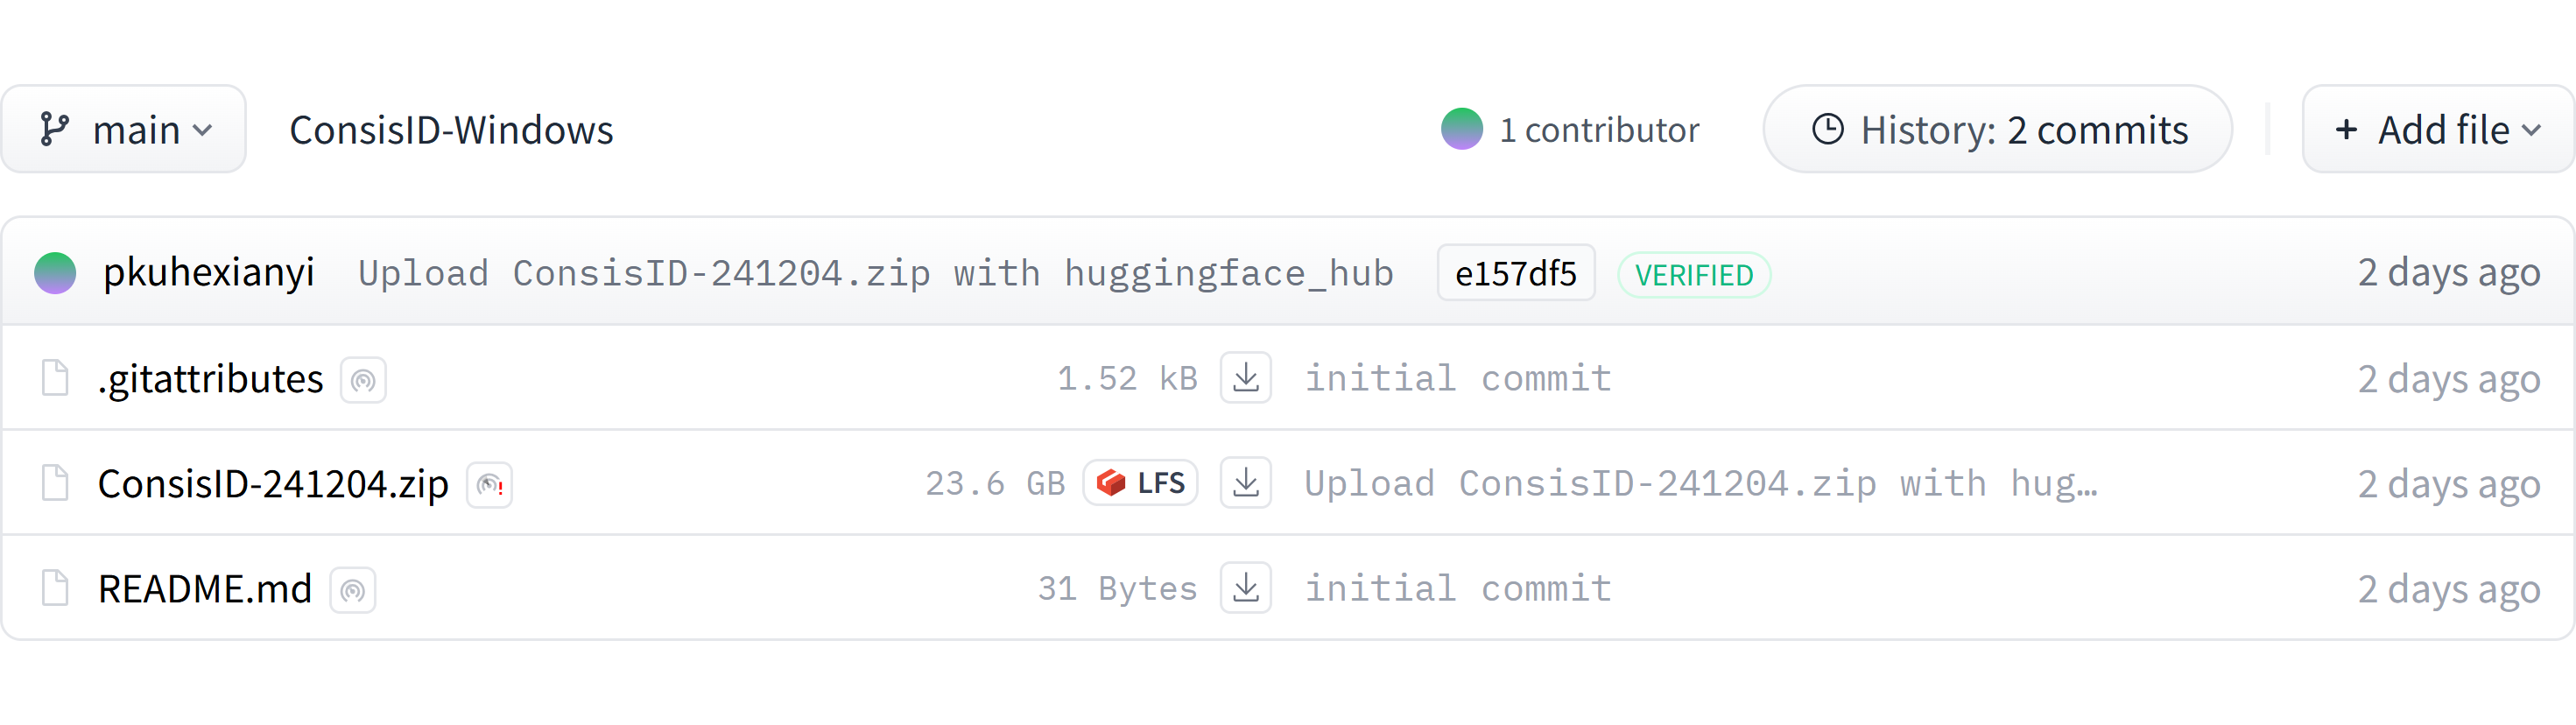 main ConsisID-Windows 1 contributor History: 2 commits + Add file
pkuhexianyi Upload ConsisID-241204.zip with huggingface_hub e157df5 VERIFIED 2 days ago
.gitattributes 1.52 kB initial commit 2 days ago
ConsisID-241204.zip 23.6 GB LFS Upload ConsisID-241204.zip with hug… 2 days ago
README.md 31 Bytes initial commit 2 days ago